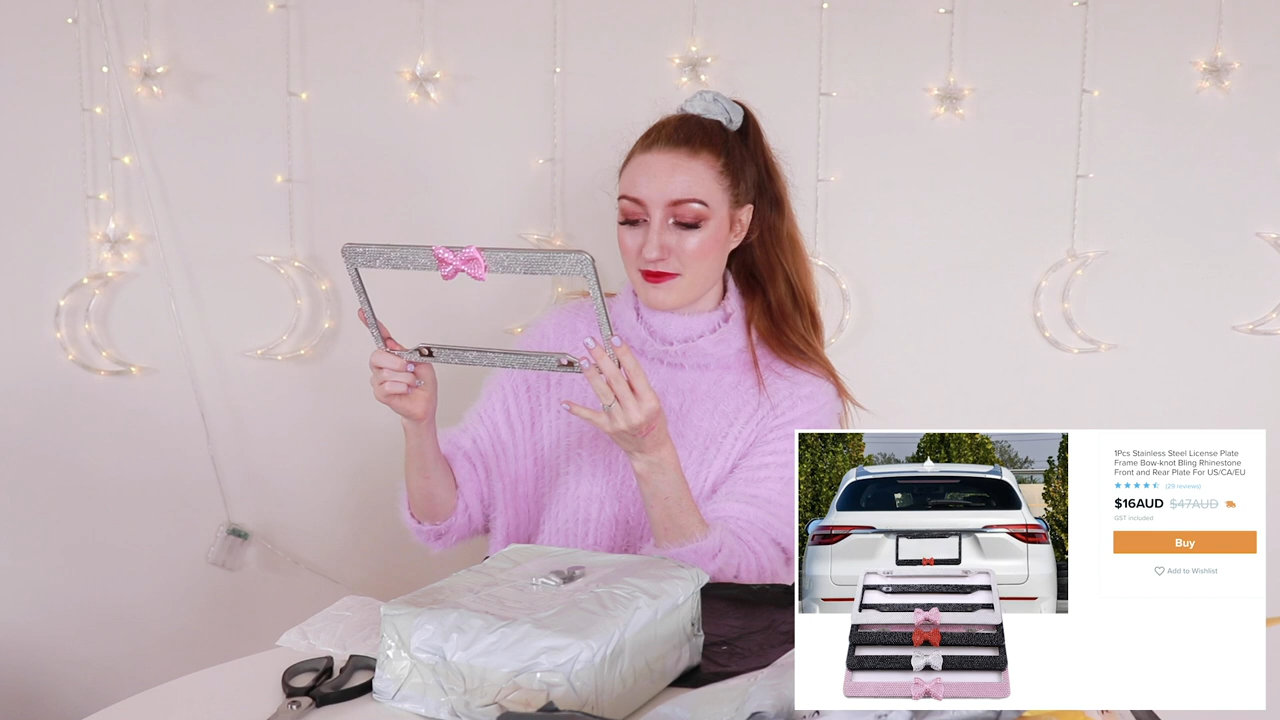 1Pcs Stainless Steel License Plate
Frame Bow-knot Bling Rhinestone
Front and Rear Plate For US/CA/EU
(29 reviews)
$16AUD $47AUD
GST included
Buy
Add to Wishlist